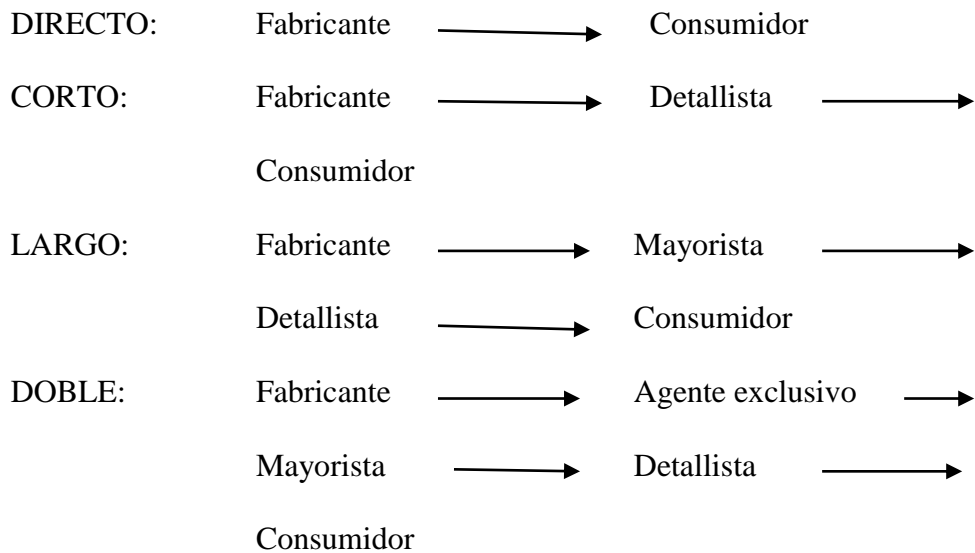 DIRECTO: Fabricante Consumidor
CORTO: Fabricante Detallista
Consumidor
LARGO: Fabricante Mayorista
Detallista Consumidor
DOBLE: Fabricante Agente exclusivo
Mayorista Detallista
Consumidor